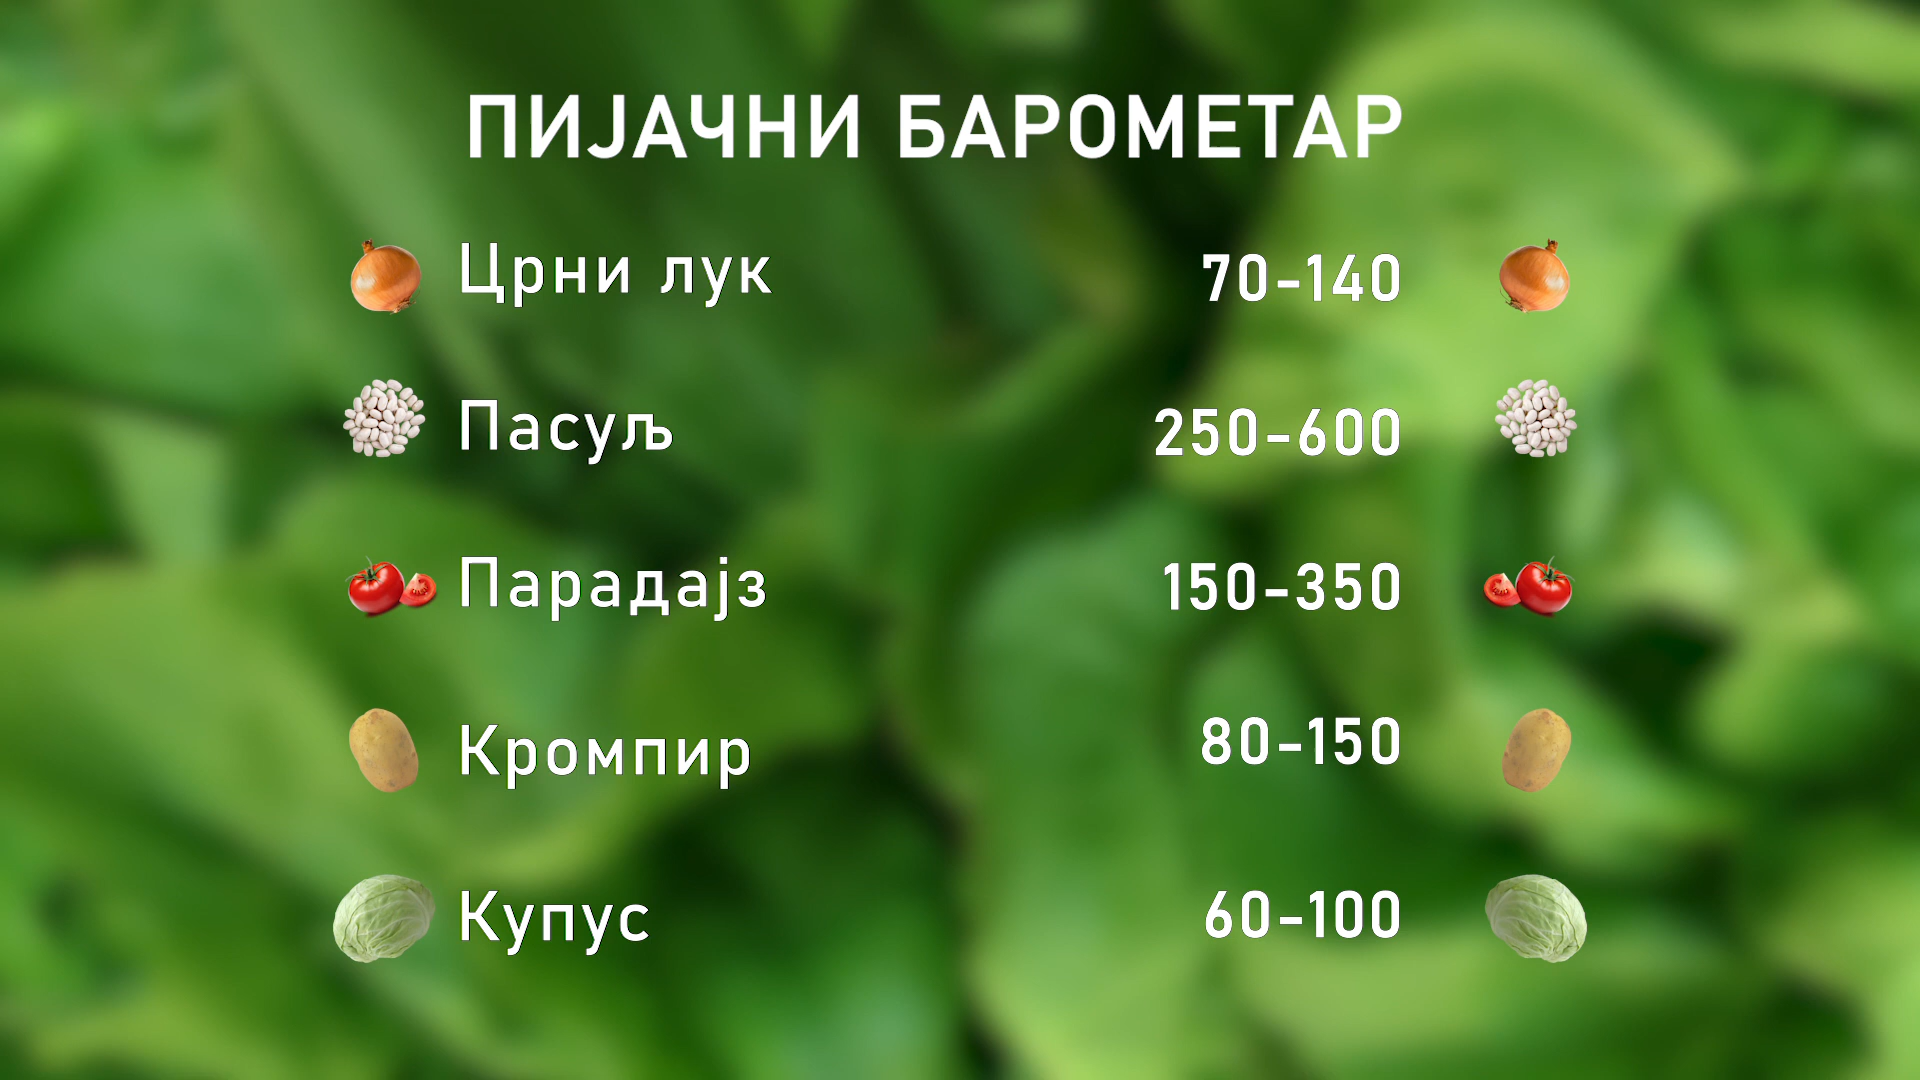 ПИЈАЧНИ БАРОМЕТАР
Црни лук 70-140
Пасуљ 250-600
Парадајз 150-350
Кромпир 80-150
Купус 60-100